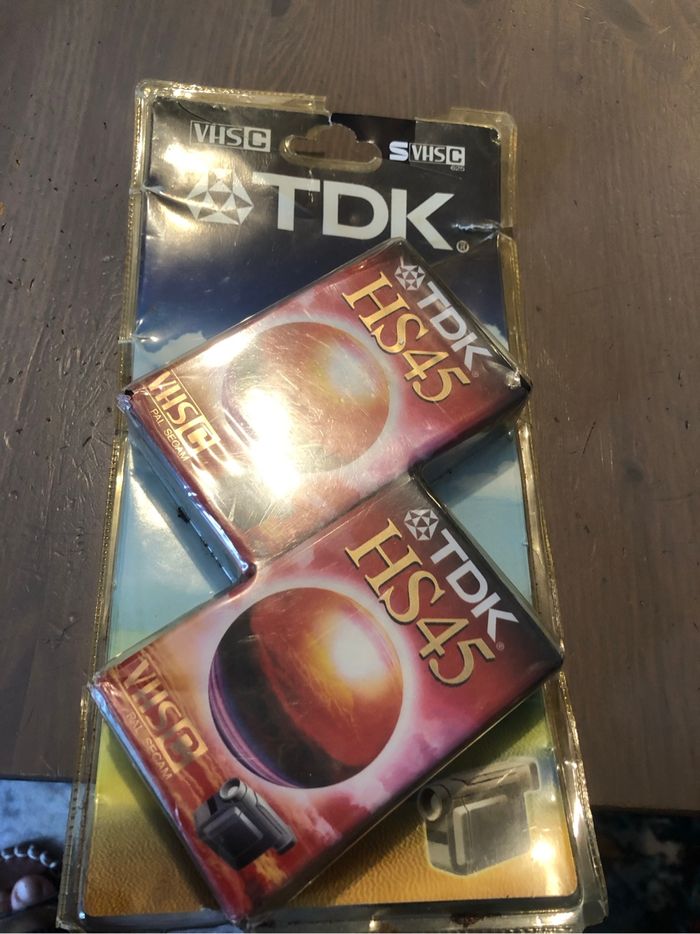 VHS C
S VHS C
625
TDK®
TDK
HS45
VHS C
PAL SECAM
TDK®
HS45
VHS C
PAL SECAM